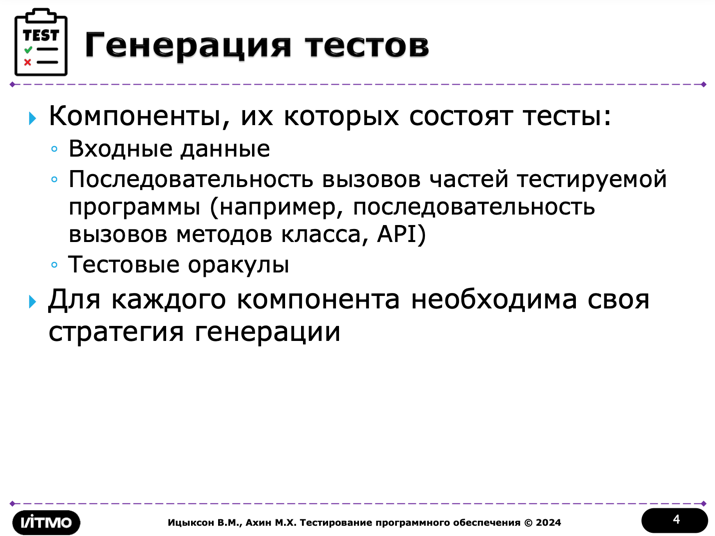 TEST
Генерация тестов
Компоненты, их которых состоят тесты:
Входные данные
Последовательность вызовов частей тестируемой
программы (например, последовательность
вызовов методов класса, API)
Тестовые оракулы
Для каждого компонента необходима своя
стратегия генерации
ИТМО
Ицыксон В.М., Ахин М.Х. Тестирование программного обеспечения © 2024
4